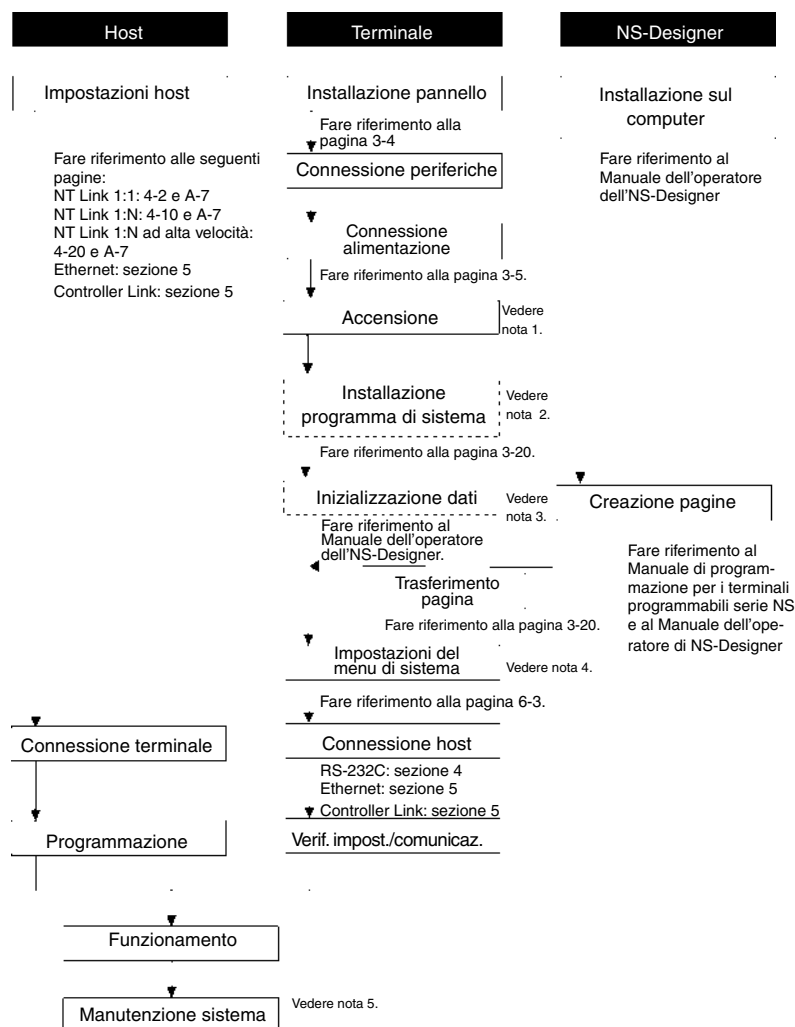 Host
Terminale
NS-Designer
Impostazioni host
Installazione pannello
Installazione sul
computer
Fare riferimento alla
pagina 3-4
Fare riferimento alle seguenti
pagine:
NT Link 1:1: 4-2 e A-7
NT Link 1:N: 4-10 e A-7
NT Link 1:N ad alta velocità:
4-20 e A-7
Ethernet: sezione 5
Controller Link: sezione 5
Connessione periferiche
Fare riferimento al
Manuale dell'operatore
dell'NS-Designer
Connessione
alimentazione
Fare riferimento alla pagina 3-5.
Accensione
Vedere
nota 1.
Installazione
programma di sistema
Vedere
nota 2.
Fare riferimento alla pagina 3-20.
Inizializzazione dati
Vedere
nota 3.
Creazione pagine
Fare riferimento al
Manuale dell'operatore
dell'NS-Designer.
Fare riferimento al
Manuale di program-
mazione per i terminali
programmabili serie NS
e al Manuale dell'ope-
ratore di NS-Designer
Trasferimento
pagina
Fare riferimento alla pagina 3-20.
Impostazioni del
menu di sistema
Vedere nota 4.
Fare riferimento alla pagina 6-3.
Connessione terminale
Connessione host
RS-232C: sezione 4
Ethernet: sezione 5
Controller Link: sezione 5
Programmazione
Verif. impost./comunicaz.
Funzionamento
Manutenzione sistema
Vedere nota 5.